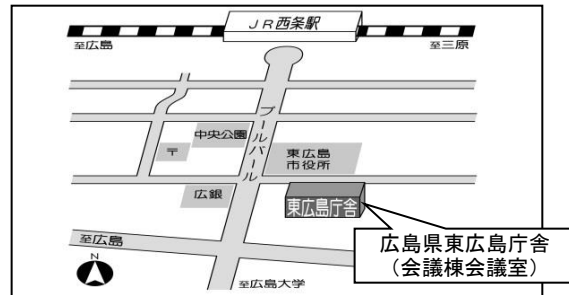 JR西条駅
至広島
至三原
中央公園
〒
ブールバール
東広島
市役所
広銀
東広島庁舎
至広島
広島県東広島庁舎
（会議棟会議室）
N
至広島大学